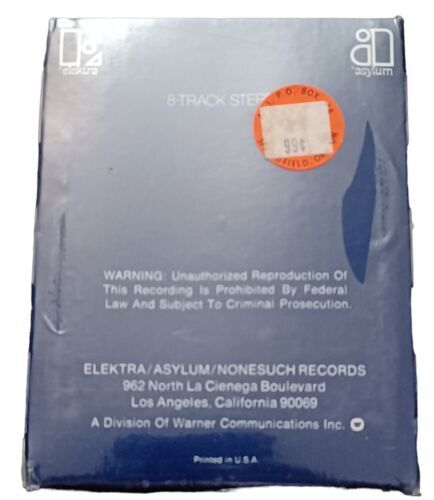 elektra
asylum
8-TRACK
P.O. BOX
99¢
WARNING: Unauthorized Reproduction Of
This Recording Is Prohibited By Federal
Law And Subject To Criminal Prosecution.
ELEKTRA/ASYLUM/NONESUCH RECORDS
962 North La Cienega Boulevard
Los Angeles, California 90069
A Division Of Warner Communications Inc.
Printed in U.S.A.